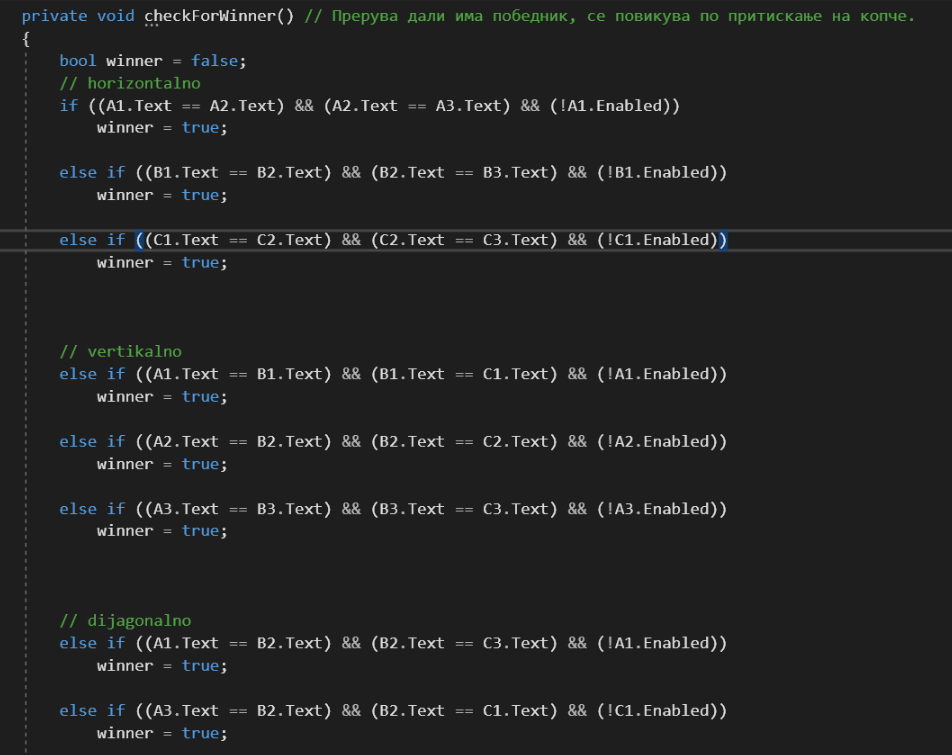 private void checkForWinner() // Прерува дали има победник, се повикува по притискање на копче.
{
bool winner = false;
// horizontalno
if ((A1.Text == A2.Text) && (A2.Text == A3.Text) && (!A1.Enabled))
winner = true;
else if ((B1.Text == B2.Text) && (B2.Text == B3.Text) && (!B1.Enabled))
winner = true;
else if ((C1.Text == C2.Text) && (C2.Text == C3.Text) && (!C1.Enabled))
winner = true;
// vertikalno
else if ((A1.Text == B1.Text) && (B1.Text == C1.Text) && (!A1.Enabled))
winner = true;
else if ((A2.Text == B2.Text) && (B2.Text == C2.Text) && (!A2.Enabled))
winner = true;
else if ((A3.Text == B3.Text) && (B3.Text == C3.Text) && (!A3.Enabled))
winner = true;
// dijagonalno
else if ((A1.Text == B2.Text) && (B2.Text == C3.Text) && (!A1.Enabled))
winner = true;
else if ((A3.Text == B2.Text) && (B2.Text == C1.Text) && (!C1.Enabled))
winner = true;